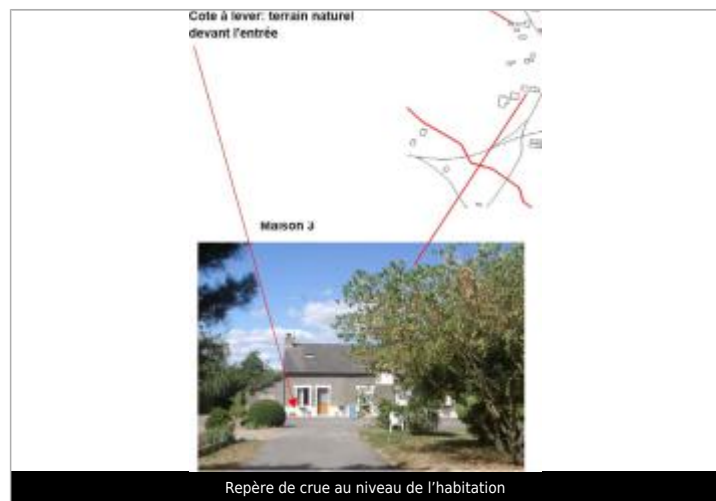 Cote à lever: terrain naturel
devant l'entrée
Maison 3
Repère de crue au niveau de l'habitation